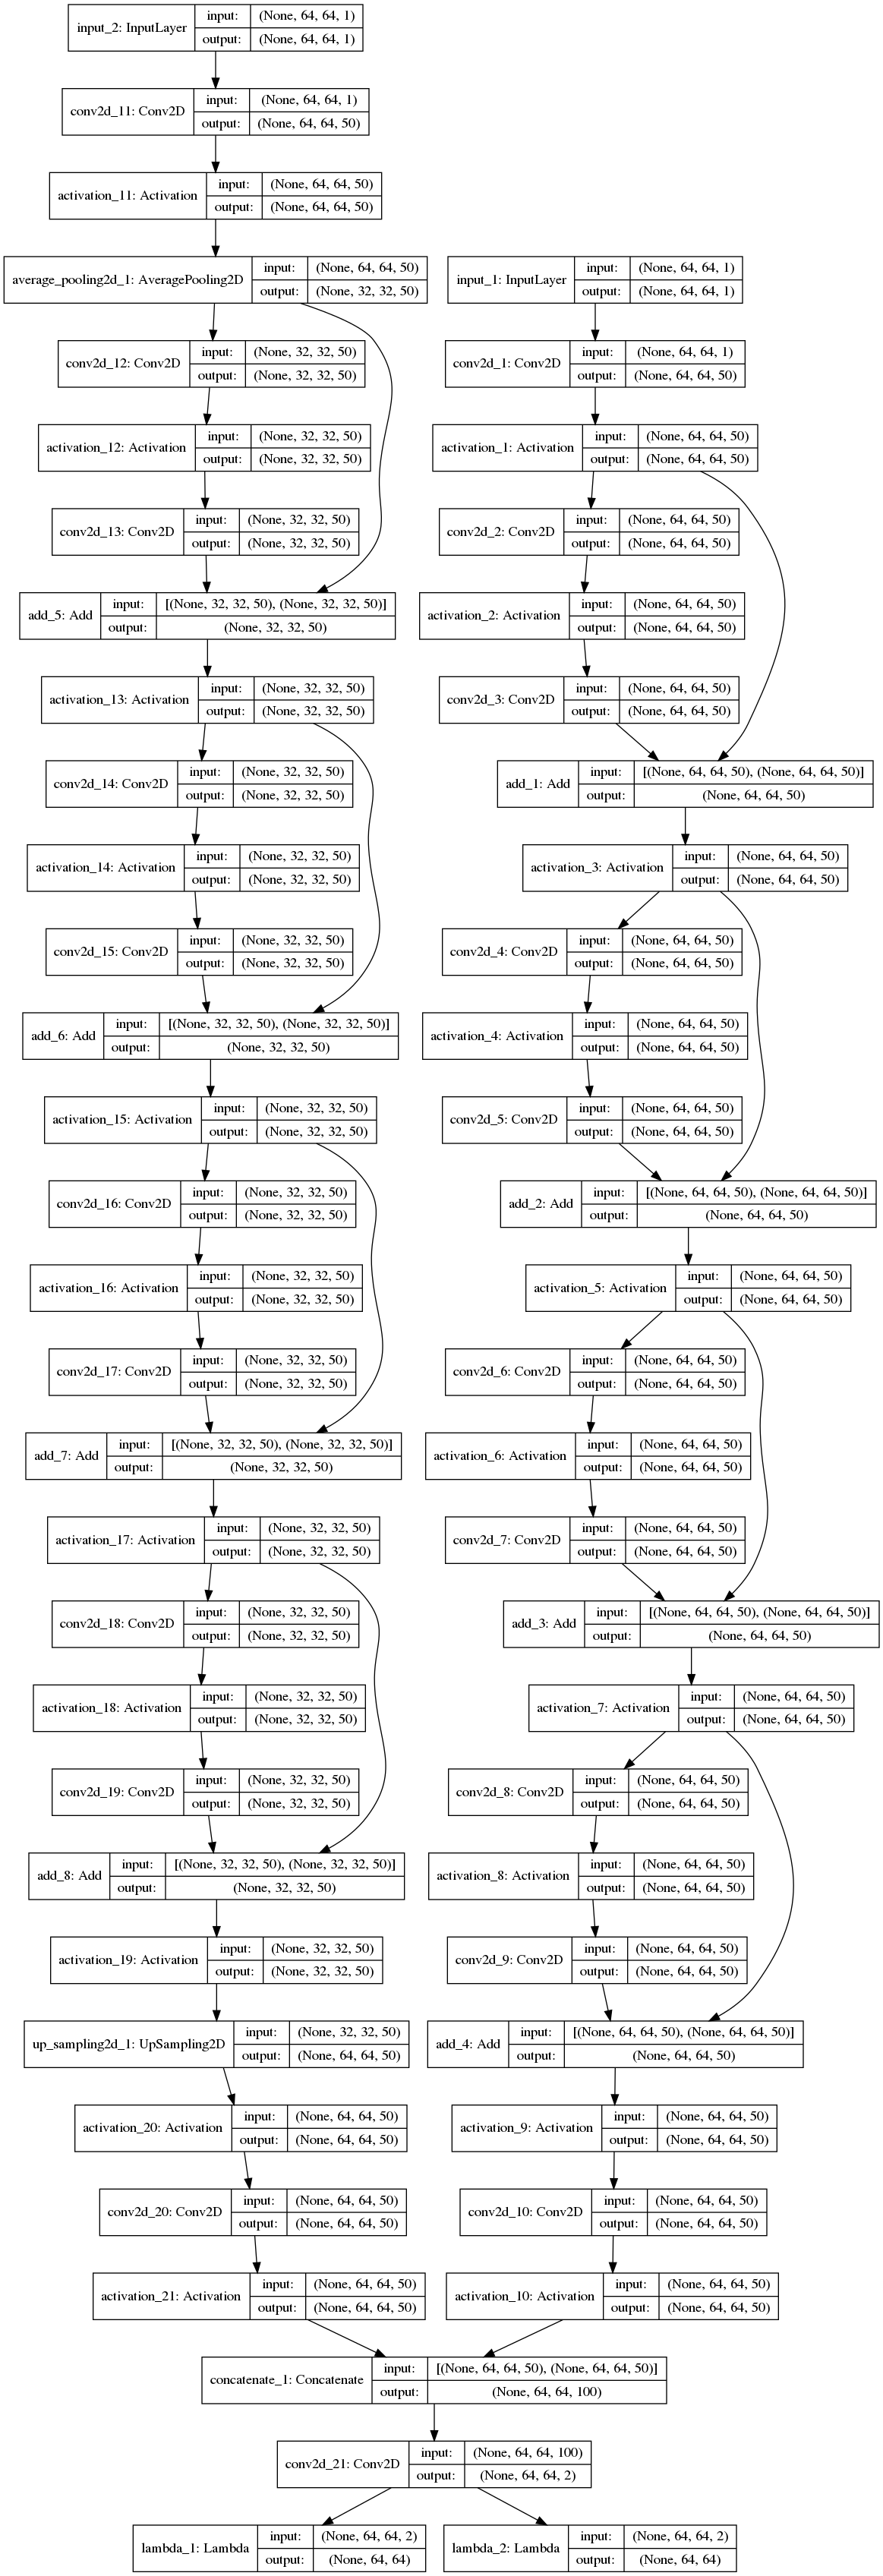 input_2: InputLayer
input: (None, 64, 64, 1)
output: (None, 64, 64, 1)
conv2d_11: Conv2D
input: (None, 64, 64, 1)
output: (None, 64, 64, 50)
activation_11: Activation
input: (None, 64, 64, 50)
output: (None, 64, 64, 50)
average_pooling2d_1: AveragePooling2D
input: (None, 64, 64, 50)
output: (None, 32, 32, 50)
conv2d_12: Conv2D
input: (None, 32, 32, 50)
output: (None, 32, 32, 50)
activation_12: Activation
input: (None, 32, 32, 50)
output: (None, 32, 32, 50)
conv2d_13: Conv2D
input: (None, 32, 32, 50)
output: (None, 32, 32, 50)
add_5: Add
input: [(None, 32, 32, 50), (None, 32, 32, 50)]
output: (None, 32, 32, 50)
activation_13: Activation
input: (None, 32, 32, 50)
output: (None, 32, 32, 50)
conv2d_14: Conv2D
input: (None, 32, 32, 50)
output: (None, 32, 32, 50)
activation_14: Activation
input: (None, 32, 32, 50)
output: (None, 32, 32, 50)
conv2d_15: Conv2D
input: (None, 32, 32, 50)
output: (None, 32, 32, 50)
add_6: Add
input: [(None, 32, 32, 50), (None, 32, 32, 50)]
output: (None, 32, 32, 50)
activation_15: Activation
input: (None, 32, 32, 50)
output: (None, 32, 32, 50)
conv2d_16: Conv2D
input: (None, 32, 32, 50)
output: (None, 32, 32, 50)
activation_16: Activation
input: (None, 32, 32, 50)
output: (None, 32, 32, 50)
conv2d_17: Conv2D
input: (None, 32, 32, 50)
output: (None, 32, 32, 50)
add_7: Add
input: [(None, 32, 32, 50), (None, 32, 32, 50)]
output: (None, 32, 32, 50)
activation_17: Activation
input: (None, 32, 32, 50)
output: (None, 32, 32, 50)
conv2d_18: Conv2D
input: (None, 32, 32, 50)
output: (None, 32, 32, 50)
activation_18: Activation
input: (None, 32, 32, 50)
output: (None, 32, 32, 50)
conv2d_19: Conv2D
input: (None, 32, 32, 50)
output: (None, 32, 32, 50)
add_8: Add
input: [(None, 32, 32, 50), (None, 32, 32, 50)]
output: (None, 32, 32, 50)
activation_19: Activation
input: (None, 32, 32, 50)
output: (None, 32, 32, 50)
up_sampling2d_1: UpSampling2D
input: (None, 32, 32, 50)
output: (None, 64, 64, 50)
activation_20: Activation
input: (None, 64, 64, 50)
output: (None, 64, 64, 50)
conv2d_20: Conv2D
input: (None, 64, 64, 50)
output: (None, 64, 64, 50)
activation_21: Activation
input: (None, 64, 64, 50)
output: (None, 64, 64, 50)
input_1: InputLayer
input: (None, 64, 64, 1)
output: (None, 64, 64, 1)
conv2d_1: Conv2D
input: (None, 64, 64, 1)
output: (None, 64, 64, 50)
activation_1: Activation
input: (None, 64, 64, 50)
output: (None, 64, 64, 50)
conv2d_2: Conv2D
input: (None, 64, 64, 50)
output: (None, 64, 64, 50)
activation_2: Activation
input: (None, 64, 64, 50)
output: (None, 64, 64, 50)
conv2d_3: Conv2D
input: (None, 64, 64, 50)
output: (None, 64, 64, 50)
add_1: Add
input: [(None, 64, 64, 50), (None, 64, 64, 50)]
output: (None, 64, 64, 50)
activation_3: Activation
input: (None, 64, 64, 50)
output: (None, 64, 64, 50)
conv2d_4: Conv2D
input: (None, 64, 64, 50)
output: (None, 64, 64, 50)
activation_4: Activation
input: (None, 64, 64, 50)
output: (None, 64, 64, 50)
conv2d_5: Conv2D
input: (None, 64, 64, 50)
output: (None, 64, 64, 50)
add_2: Add
input: [(None, 64, 64, 50), (None, 64, 64, 50)]
output: (None, 64, 64, 50)
activation_5: Activation
input: (None, 64, 64, 50)
output: (None, 64, 64, 50)
conv2d_6: Conv2D
input: (None, 64, 64, 50)
output: (None, 64, 64, 50)
activation_6: Activation
input: (None, 64, 64, 50)
output: (None, 64, 64, 50)
conv2d_7: Conv2D
input: (None, 64, 64, 50)
output: (None, 64, 64, 50)
add_3: Add
input: [(None, 64, 64, 50), (None, 64, 64, 50)]
output: (None, 64, 64, 50)
activation_7: Activation
input: (None, 64, 64, 50)
output: (None, 64, 64, 50)
conv2d_8: Conv2D
input: (None, 64, 64, 50)
output: (None, 64, 64, 50)
activation_8: Activation
input: (None, 64, 64, 50)
output: (None, 64, 64, 50)
conv2d_9: Conv2D
input: (None, 64, 64, 50)
output: (None, 64, 64, 50)
add_4: Add
input: [(None, 64, 64, 50), (None, 64, 64, 50)]
output: (None, 64, 64, 50)
activation_9: Activation
input: (None, 64, 64, 50)
output: (None, 64, 64, 50)
conv2d_10: Conv2D
input: (None, 64, 64, 50)
output: (None, 64, 64, 50)
activation_10: Activation
input: (None, 64, 64, 50)
output: (None, 64, 64, 50)
concatenate_1: Concatenate
input: [(None, 64, 64, 50), (None, 64, 64, 50)]
output: (None, 64, 64, 100)
conv2d_21: Conv2D
input: (None, 64, 64, 100)
output: (None, 64, 64, 2)
lambda_1: Lambda
input: (None, 64, 64, 2)
output: (None, 64, 64)
lambda_2: Lambda
input: (None, 64, 64, 2)
output: (None, 64, 64)